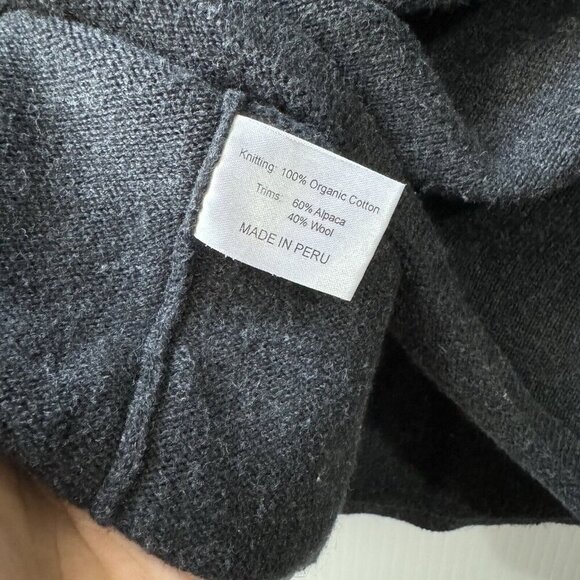 Knitting: 100% Organic Cotton
Trims: 60% Alpaca
40% Wool
MADE IN PERU